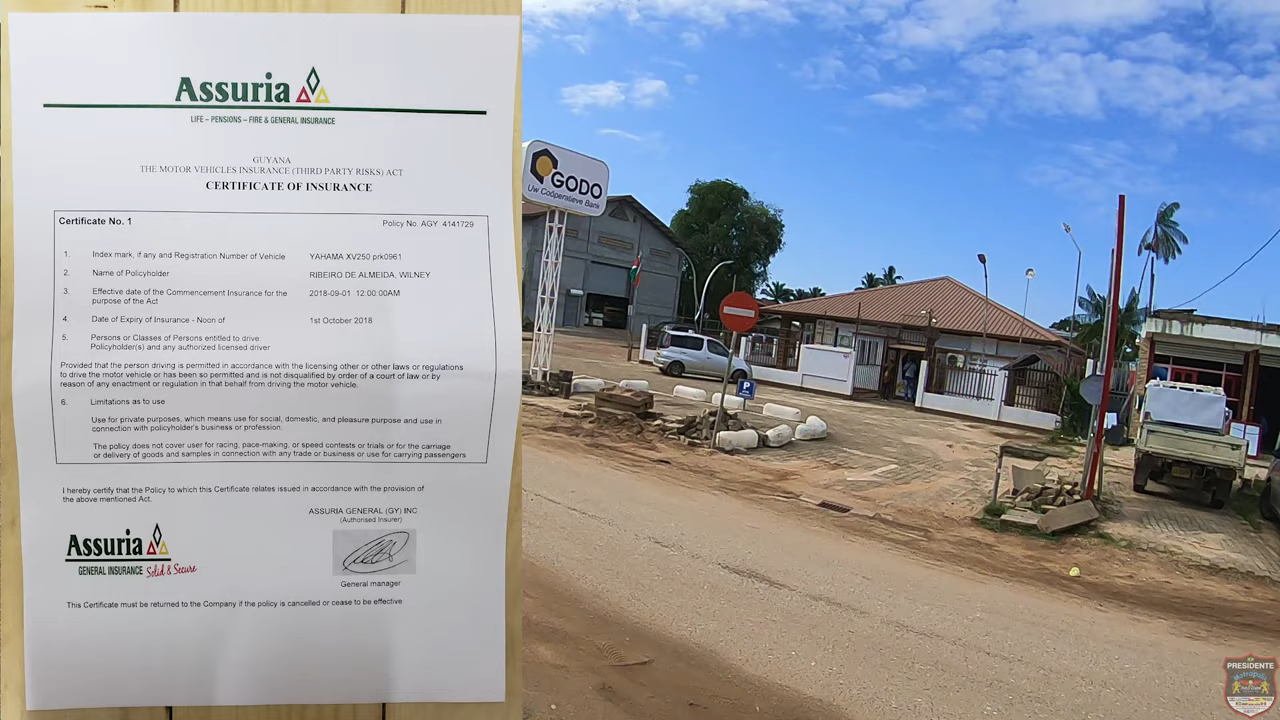 Assuria
LIFE – PENSIONS – FIRE & GENERAL INSURANCE
GUYANA
THE MOTOR VEHICLES INSURANCE (THIRD PARTY RISKS) ACT
CERTIFICATE OF INSURANCE
Certificate No. 1 Policy No. AGY 4141729
1. Index mark, if any and Registration Number of Vehicle YAHAMA XV250 prk0961
2. Name of Policyholder RIBEIRO DE ALMEIDA, WILNEY
3. Effective date of the Commencement Insurance for the 2018-09-01 12:00:00AM
purpose of the Act
4. Date of Expiry of Insurance - Noon of 1st October 2018
5. Persons or Classes of Persons entitled to drive:
Policyholder(s) and any authorized licensed driver
Provided that the person driving is permitted in accordance with the licensing other or other laws or regulations
to drive the motor vehicle or has been so permitted and is not disqualified by order of a court of law or by
reason of any enactment or regulation in that behalf from driving the motor vehicle.
6. Limitations as to use
Use for private purposes, which means use for social, domestic, and pleasure purpose and use in
connection with policyholder's business or profession.
The policy does not cover user for racing, pace-making, or speed contests or trials or for the carriage
or delivery of goods and samples in connection with any trade or business or use for carrying passengers
I hereby certify that the Policy to which this Certificate relates issued in accordance with the provision of
the above mentioned Act.
ASSURIA GENERAL (GY) INC
(Authorised Insurer)
Assuria
GENERAL INSURANCE Solid & Secure
General manager
This Certificate must be returned to the Company if the policy is cancelled or cease to be effective
GODO
Uw Coöperatieve Bank
P
PRESIDENTE
Metrópolis